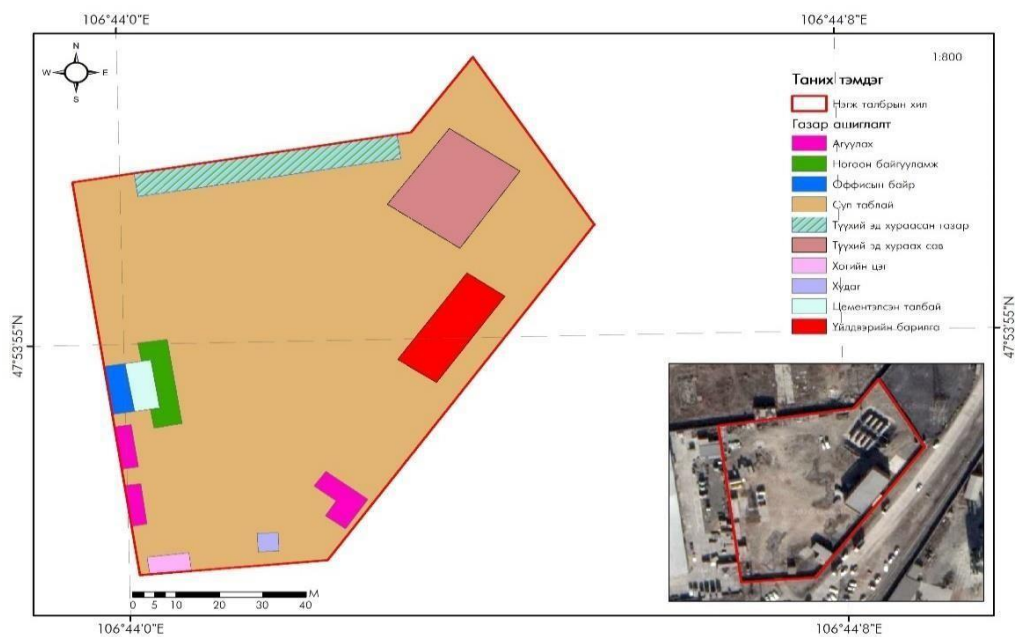 106°44'0"E
106°44'8"E
N
W
E
S
1:800
Таних тэмдэг
Нэгж талбрын хил
Газар ашиглалт
Агуулах
Ногоон байгууламж
Оффисын байр
Сул таблай
Түүхий эд хураасан газар
Түүхий эд хураах сав
Хогийн цэг
Худаг
Цементэлсэн талбай
Үйлдвэрийн барилга
47°53'55"N
47°53'55"N
M
0 5 10 20 30 40
106°44'0"E
106°44'8"E